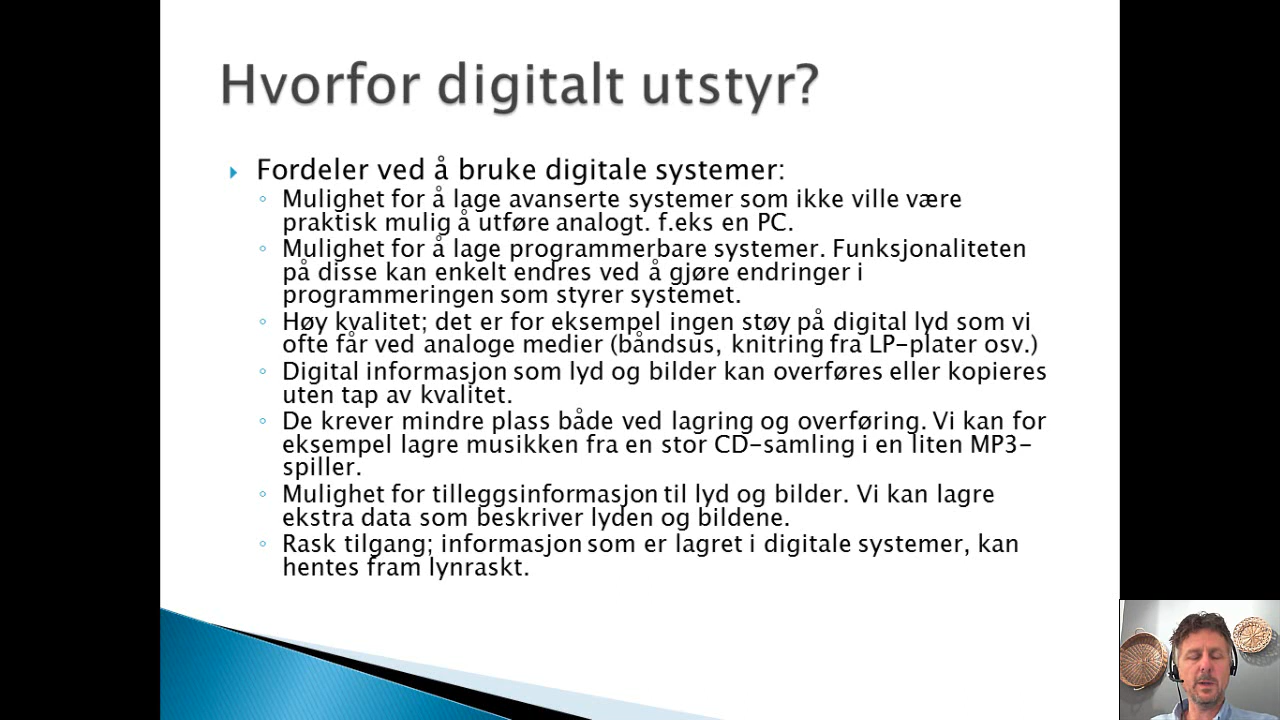 Hvorfor digitalt utstyr?
Fordeler ved å bruke digitale systemer:
Mulighet for å lage avanserte systemer som ikke ville være
praktisk mulig å utføre analogt. f.eks en PC.
Mulighet for å lage programmerbare systemer. Funksjonaliteten
på disse kan enkelt endres ved å gjøre endringer i
programmeringen som styrer systemet.
Høy kvalitet; det er for eksempel ingen støy på digital lyd som vi
ofte får ved analoge medier (båndsus, knitring fra LP-plater osv.)
Digital informasjon som lyd og bilder kan overføres eller kopieres
uten tap av kvalitet.
De krever mindre plass både ved lagring og overføring. Vi kan for
eksempel lagre musikken fra en stor CD-samling i en liten MP3-
spiller.
Mulighet for tilleggsinformasjon til lyd og bilder. Vi kan lagre
ekstra data som beskriver lyden og bildene.
Rask tilgang; informasjon som er lagret i digitale systemer, kan
hentes fram lynraskt.